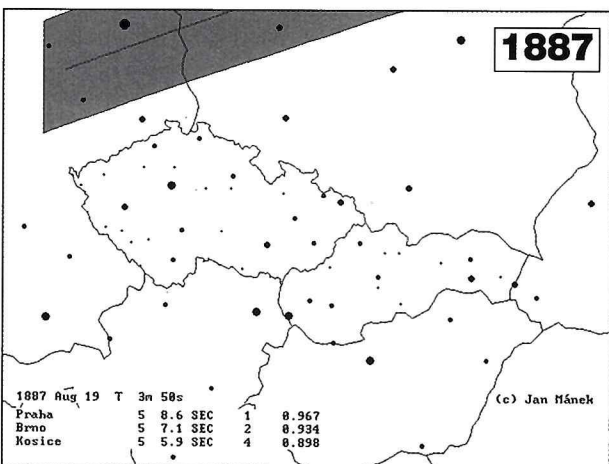 1887
1887 Aug 19 T 3m 50s
Praha 5 8.6 SEC 1 0.967
Brno 5 7.1 SEC 2 0.934
Kosice 5 5.9 SEC 4 0.898
(c) Jan Mánek